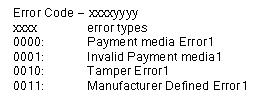 Error Code – xxxxyyyy
xxxx error types
0000: Payment media Error1
0001: Invalid Payment media1
0010: Tamper Error1
0011: Manufacturer Defined Error1